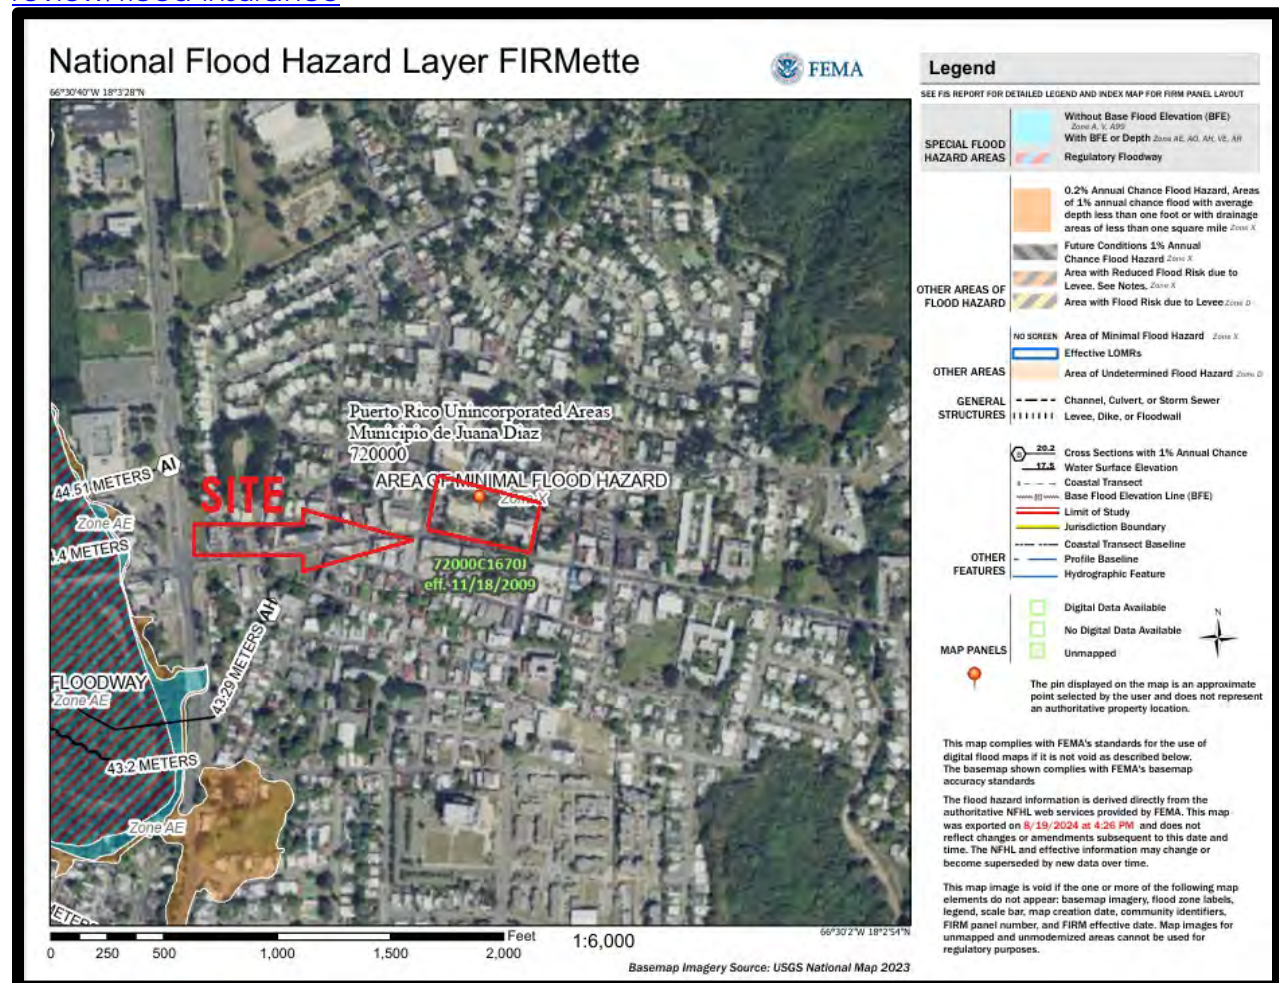 National Flood Hazard Layer FIRMette
FEMA
66°30'40"W 18°3'28"N
Puerto Rico Unincorporated Areas
Municipio de Juana Diaz
720000
AREA OF MINIMAL FLOOD HAZARD
Zone X
SITE
72000C1670J
eff. 11/18/2009
44.51 METERS
AI
Zone AE
.4 METERS
AH
43.29 METERS
FLOODWAY
Zone AE
43.2 METERS
Zone AE
METERS
66°30'2"W 18°2'54"N
0 250 500 1,000 1,500 2,000
Feet
1:6,000
Basemap Imagery Source: USGS National Map 2023
Legend
SEE FIS REPORT FOR DETAILED LEGEND AND INDEX MAP FOR FIRM PANEL LAYOUT
SPECIAL FLOOD
HAZARD AREAS
Without Base Flood Elevation (BFE)
Zone A, V, A99
With BFE or Depth Zone AE, AO, AH, VE, AR
Regulatory Floodway
OTHER AREAS OF
FLOOD HAZARD
0.2% Annual Chance Flood Hazard, Areas
of 1% annual chance flood with average
depth less than one foot or with drainage
areas of less than one square mile Zone X
Future Conditions 1% Annual
Chance Flood Hazard Zone X
Area with Reduced Flood Risk due to
Levee. See Notes. Zone X
Area with Flood Risk due to Levee Zone D
OTHER AREAS
NO SCREEN Area of Minimal Flood Hazard Zone X
Effective LOMRs
Area of Undetermined Flood Hazard Zone D
GENERAL
STRUCTURES
Channel, Culvert, or Storm Sewer
Levee, Dike, or Floodwall
OTHER
FEATURES
20.2 Cross Sections with 1% Annual Chance
17.5 Water Surface Elevation
Coastal Transect
Base Flood Elevation Line (BFE)
Limit of Study
Jurisdiction Boundary
Coastal Transect Baseline
Profile Baseline
Hydrographic Feature
MAP PANELS
Digital Data Available
No Digital Data Available
Unmapped
N
The pin displayed on the map is an approximate
point selected by the user and does not represent
an authoritative property location.
This map complies with FEMA's standards for the use of
digital flood maps if it is not void as described below.
The basemap shown complies with FEMA's basemap
accuracy standards
The flood hazard information is derived directly from the
authoritative NFHL web services provided by FEMA. This map
was exported on 8/19/2024 at 4:26 PM and does not
reflect changes or amendments subsequent to this date and
time. The NFHL and effective information may change or
become superseded by new data over time.
This map image is void if the one or more of the following map
elements do not appear: basemap imagery, flood zone labels,
legend, scale bar, map creation date, community identifiers,
FIRM panel number, and FIRM effective date. Map images for
unmapped and unmodernized areas cannot be used for
regulatory purposes.